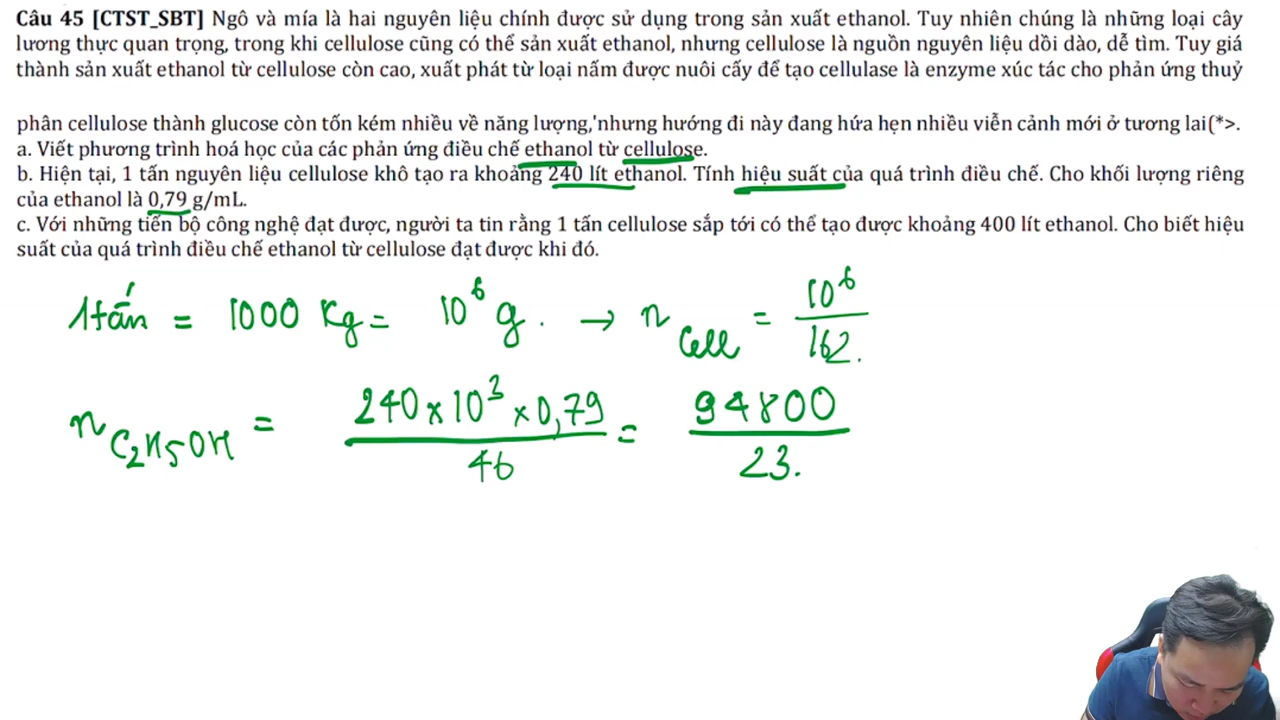 Câu 45 [CTST_SBT] Ngô và mía là hai nguyên liệu chính được sử dụng trong sản xuất ethanol. Tuy nhiên chúng là những loại cây
lương thực quan trọng, trong khi cellulose cũng có thể sản xuất ethanol, nhưng cellulose là nguồn nguyên liệu dồi dào, dễ tìm. Tuy giá
thành sản xuất ethanol từ cellulose còn cao, xuất phát từ loại nấm được nuôi cấy để tạo cellulase là enzyme xúc tác cho phản ứng thuỷ
phân cellulose thành glucose còn tốn kém nhiều về năng lượng,'nhưng hướng đi này đang hứa hẹn nhiều viễn cảnh mới ở tương lai(*>.
a. Viết phương trình hoá học của các phản ứng điều chế ethanol từ cellulose.
b. Hiện tại, 1 tấn nguyên liệu cellulose khô tạo ra khoảng 240 lít ethanol. Tính hiệu suất của quá trình điều chế. Cho khối lượng riêng
của ethanol là 0,79 g/mL.
c. Với những tiến bộ công nghệ đạt được, người ta tin rằng 1 tấn cellulose sắp tới có thể tạo được khoảng 400 lít ethanol. Cho biết hiệu
suất của quá trình điều chế ethanol từ cellulose đạt được khi đó.
1 tấn = 1000 Kg = 10⁶ g. → n Cell = 10⁶ / 162.
n C₂H₅OH = 240 × 10³ × 0,79 / 46 = 94800 / 23.